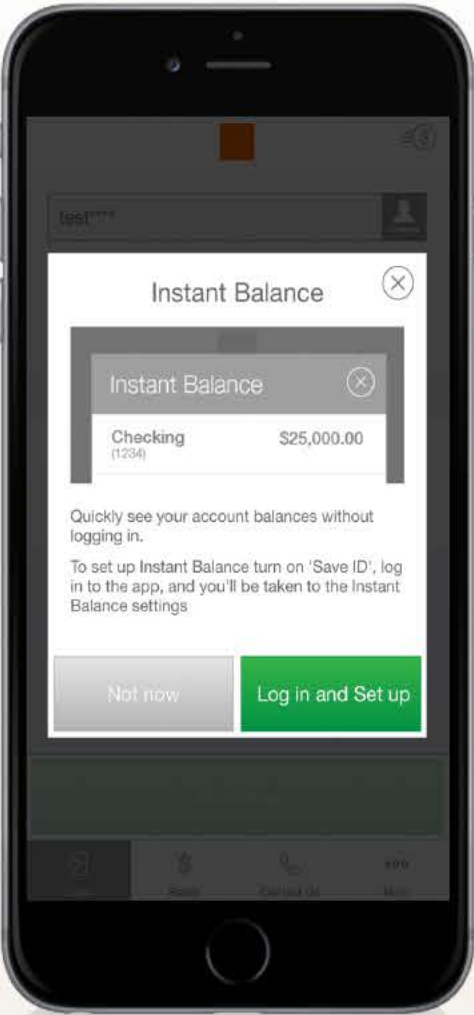 test****
Instant Balance
Instant Balance
Checking $25,000.00
(1234)
Quickly see your account balances without
logging in.
To set up Instant Balance turn on 'Save ID', log
in to the app, and you'll be taken to the Instant
Balance settings
Not now Log in and Set up
Contact Us